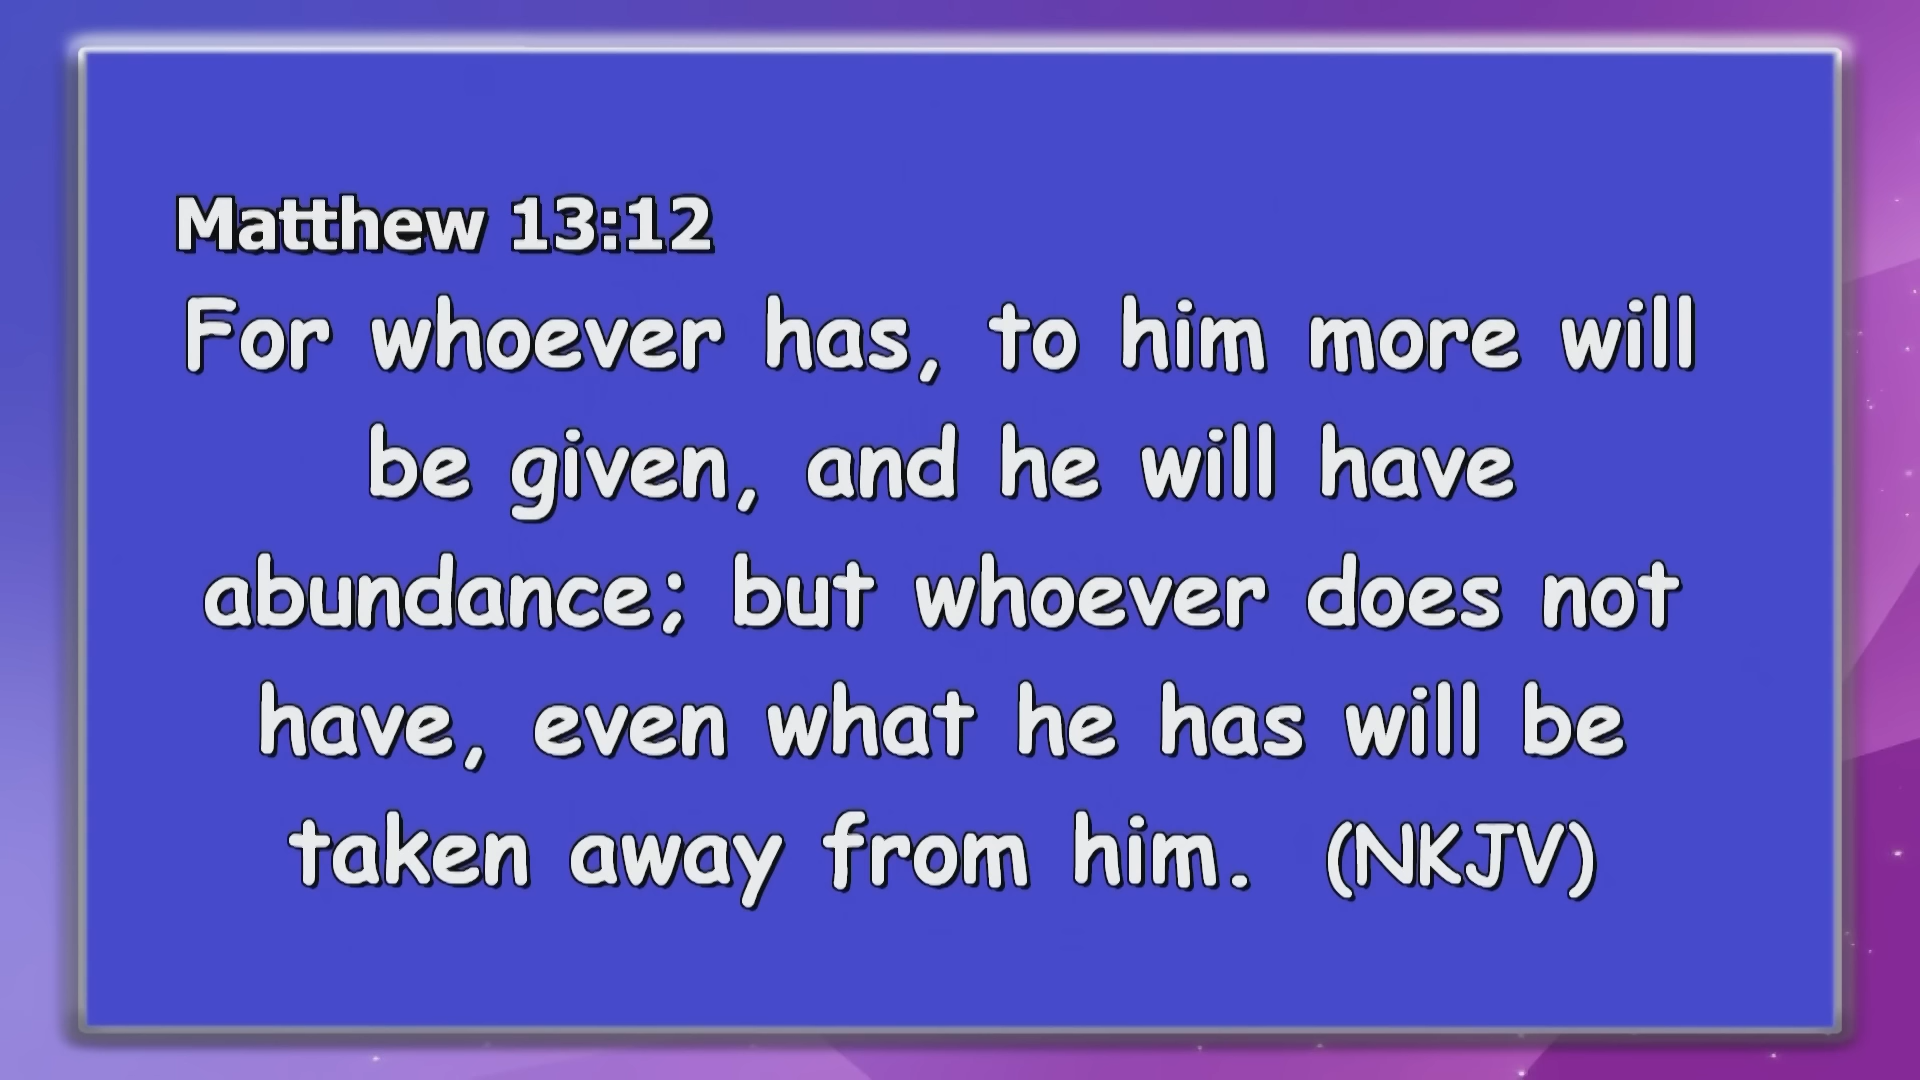 Matthew 13:12
For whoever has, to him more will
be given, and he will have
abundance; but whoever does not
have, even what he has will be
taken away from him. (NKJV)